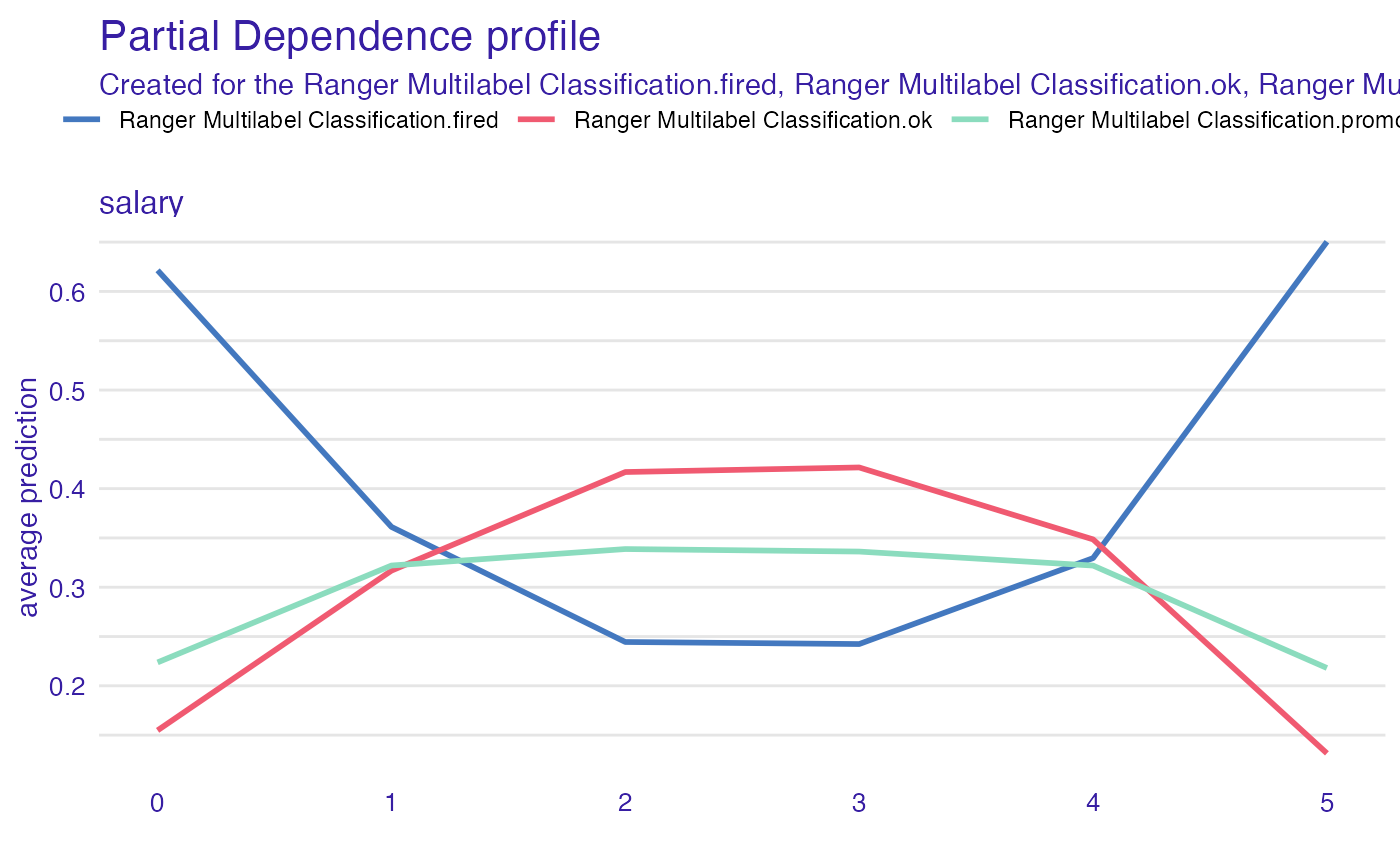 Partial Dependence profile
Created for the Ranger Multilabel Classification.fired, Ranger Multilabel Classification.ok, Ranger Mu
Ranger Multilabel Classification.fired Ranger Multilabel Classification.ok Ranger Multilabel Classification.promo
salary
0.6
0.5
0.4
0.3
0.2
average prediction
0 1 2 3 4 5